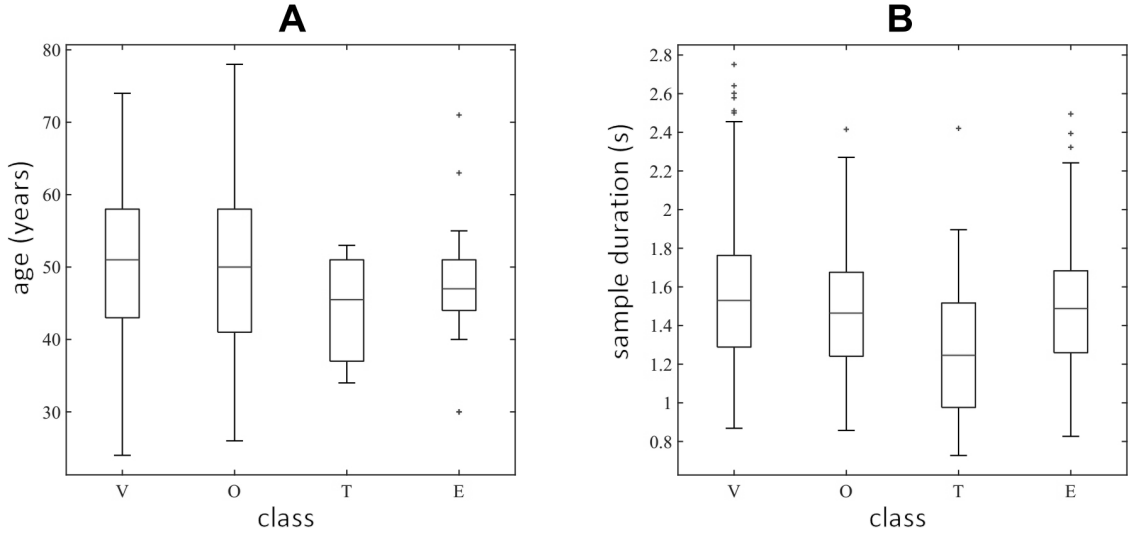 A
B
age (years)
80
70
60
50
40
30
V O T E
class
sample duration (s)
2.8
2.6
2.4
2.2
2
1.8
1.6
1.4
1.2
1
0.8
V O T E
class